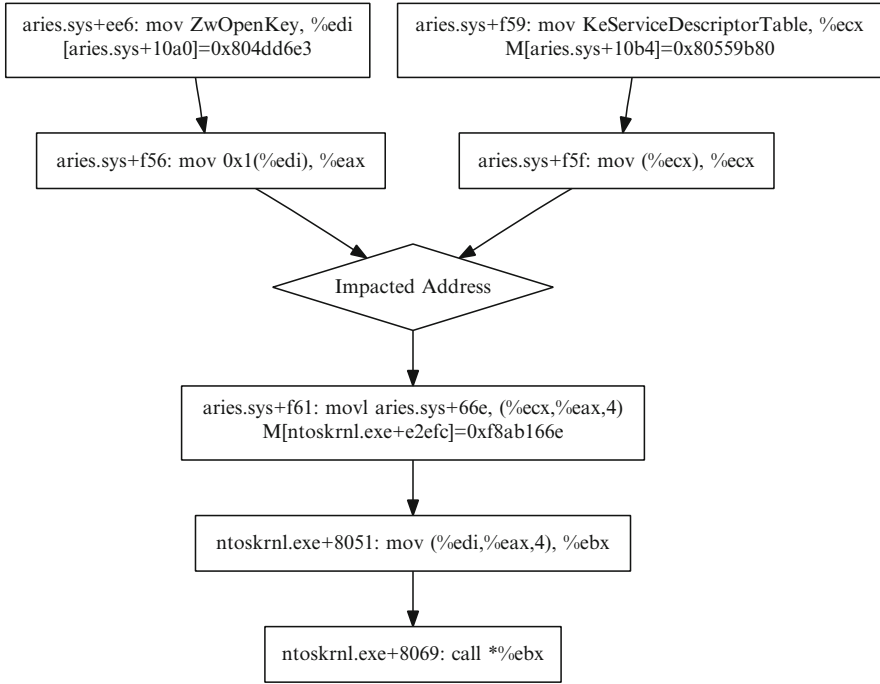 aries.sys+ee6: mov ZwOpenKey, %edi
[aries.sys+10a0]=0x804dd6e3
aries.sys+f59: mov KeServiceDescriptorTable, %ecx
M[aries.sys+10b4]=0x80559b80
aries.sys+f56: mov 0x1(%edi), %eax
aries.sys+f5f: mov (%ecx), %ecx
Impacted Address
aries.sys+f61: movl aries.sys+66e, (%ecx,%eax,4)
M[ntoskrnl.exe+e2efc]=0xf8ab166e
ntoskrnl.exe+8051: mov (%edi,%eax,4), %ebx
ntoskrnl.exe+8069: call *%ebx